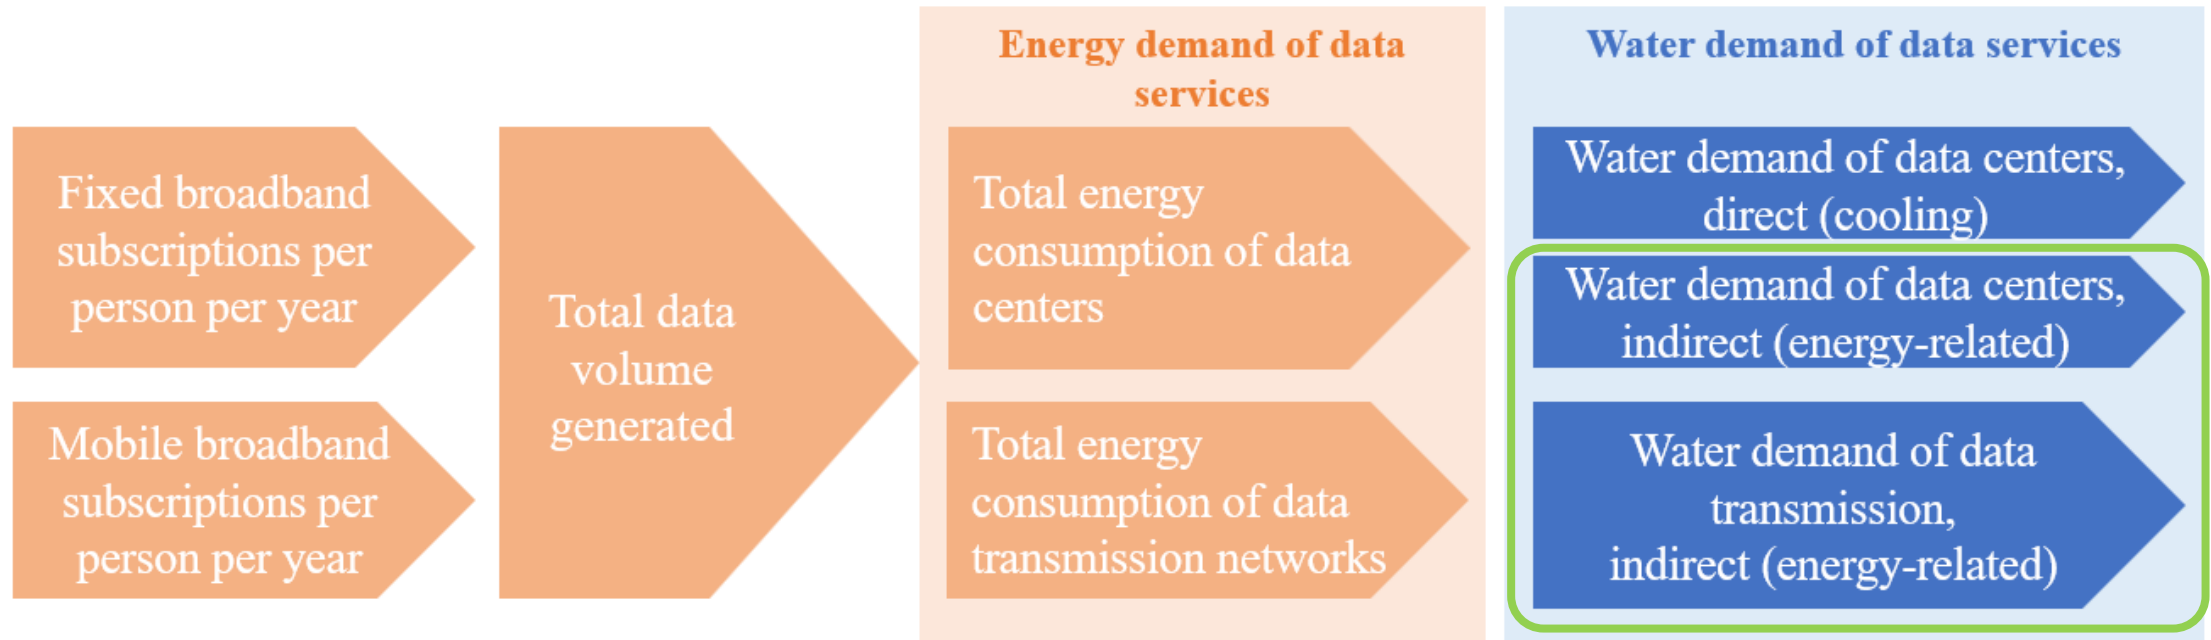 Energy demand of data
services
Water demand of data services
Fixed broadband
subscriptions per
person per year
Mobile broadband
subscriptions per
person per year
Total data
volume
generated
Total energy
consumption of data
centers
Total energy
consumption of data
transmission networks
Water demand of data centers,
direct (cooling)
Water demand of data centers,
indirect (energy-related)
Water demand of data
transmission,
indirect (energy-related)